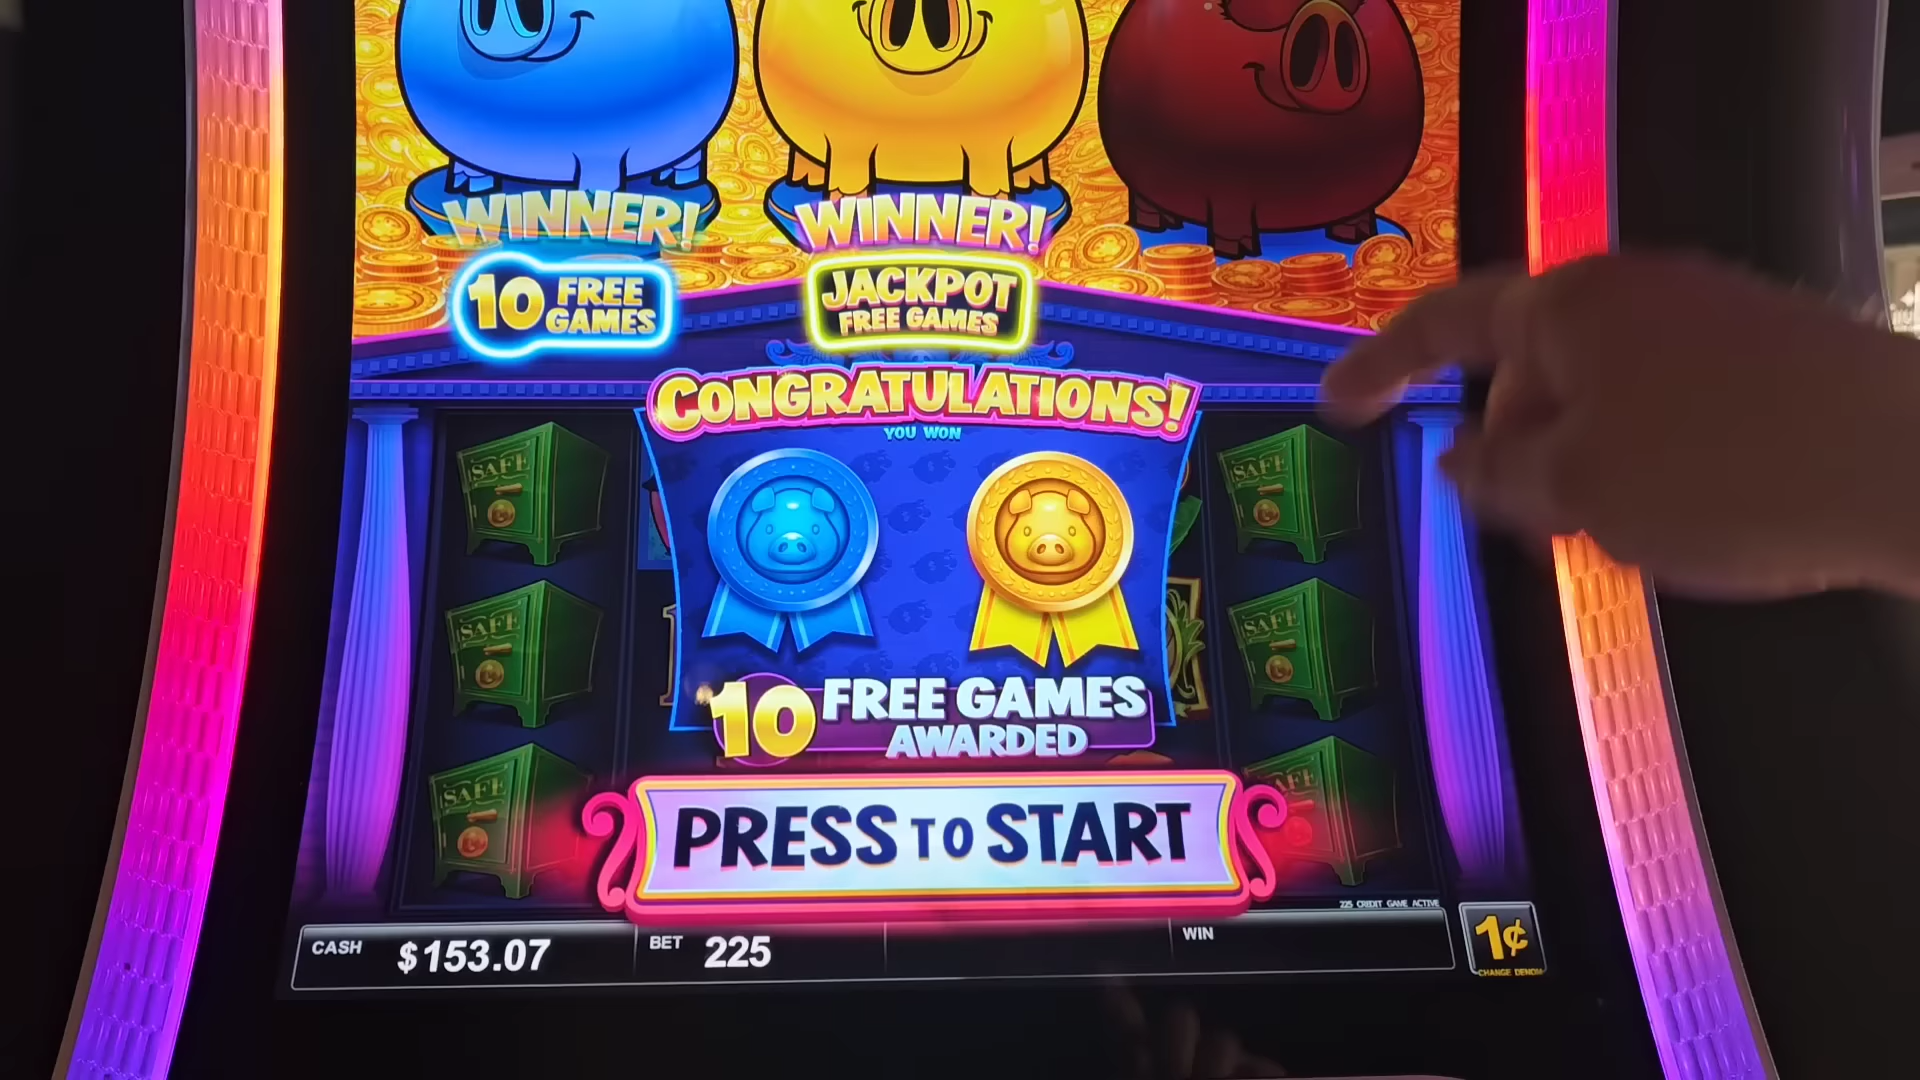 WINNER!
WINNER!
10 FREE GAMES
JACKPOT
FREE GAMES
CONGRATULATIONS!
YOU WON
SAFE
SAFE
SAFE
SAFE
SAFE
SAFE
10 FREE GAMES
AWARDED
PRESS TO START
225 CREDIT GAME ACTIVE
CASH $153.07
BET 225
WIN
1¢
CHANGE DENOM